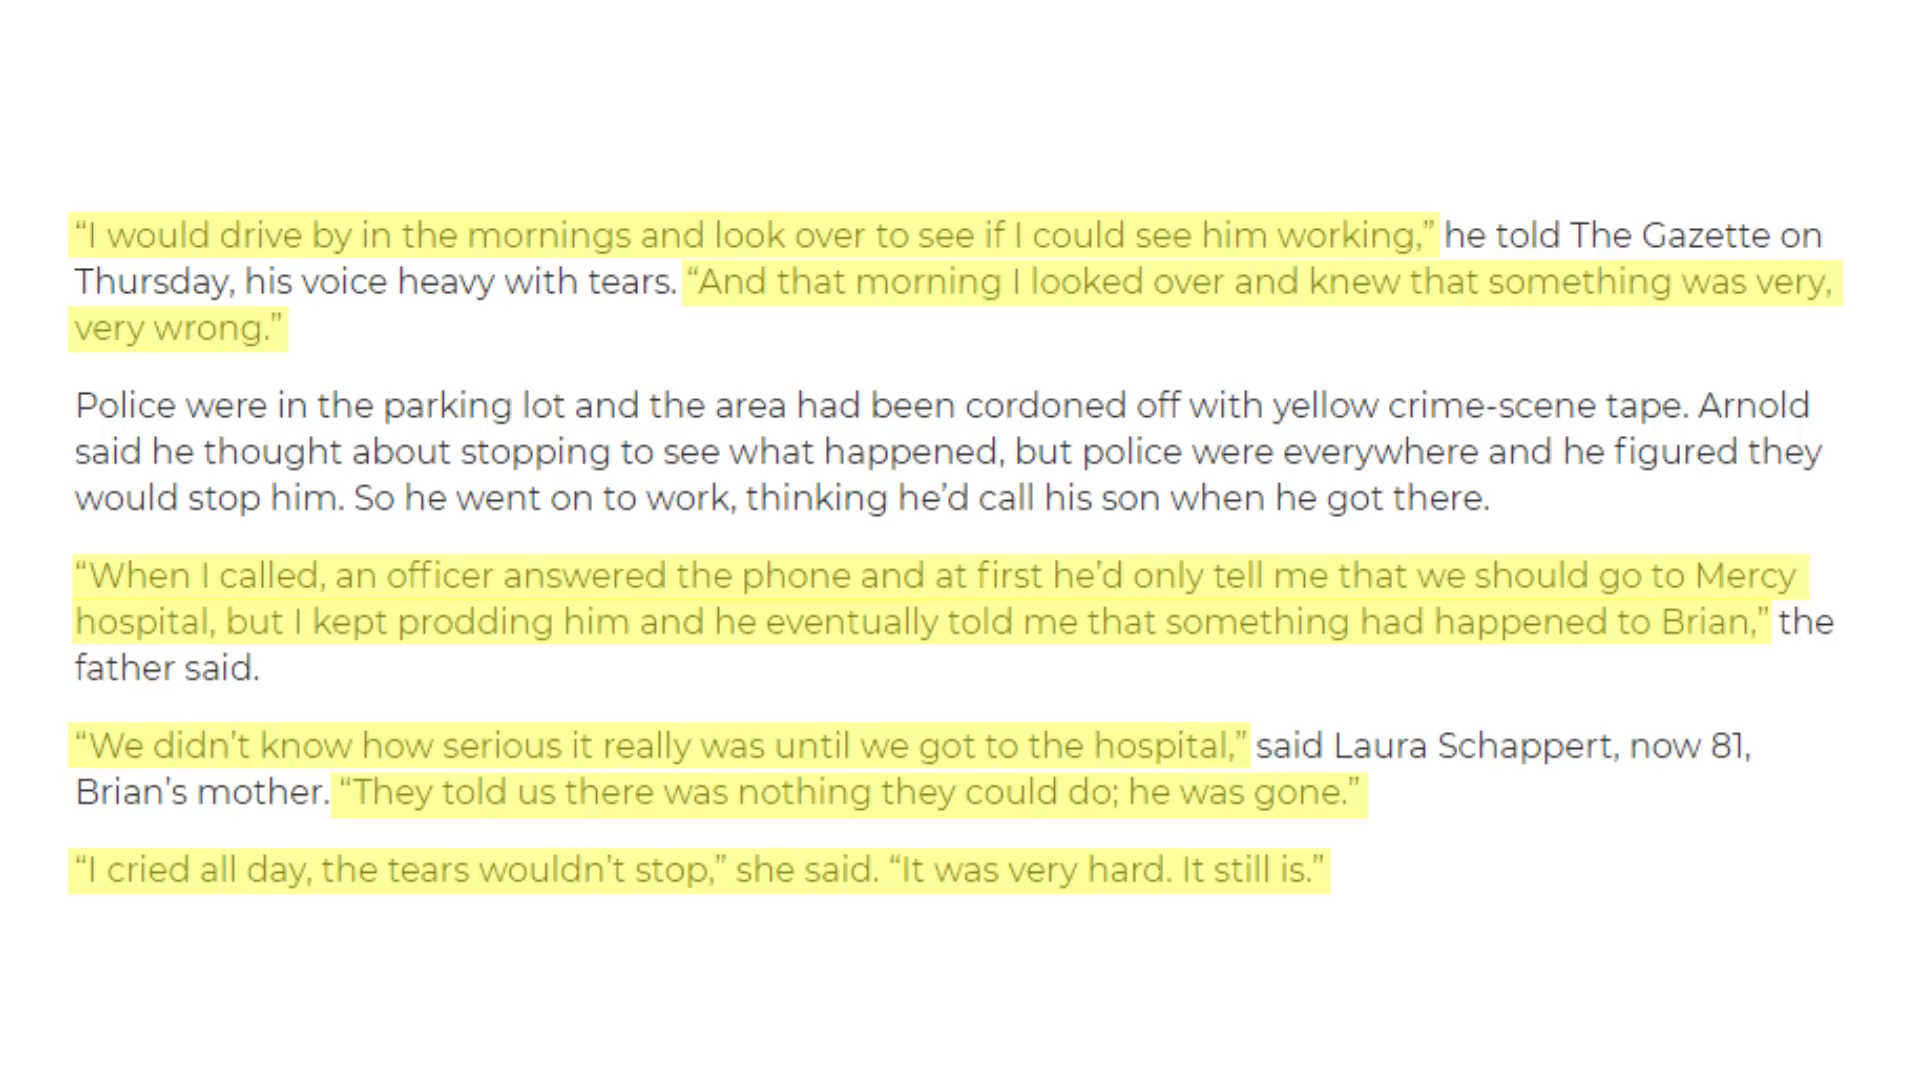 “I would drive by in the mornings and look over to see if I could see him working,” he told The Gazette on
Thursday, his voice heavy with tears. “And that morning I looked over and knew that something was very,
very wrong.”
Police were in the parking lot and the area had been cordoned off with yellow crime-scene tape. Arnold
said he thought about stopping to see what happened, but police were everywhere and he figured they
would stop him. So he went on to work, thinking he’d call his son when he got there.
“When I called, an officer answered the phone and at first he’d only tell me that we should go to Mercy
hospital, but I kept prodding him and he eventually told me that something had happened to Brian,” the
father said.
“We didn’t know how serious it really was until we got to the hospital,” said Laura Schappert, now 81,
Brian’s mother. “They told us there was nothing they could do; he was gone.”
“I cried all day, the tears wouldn’t stop,” she said. “It was very hard. It still is.”